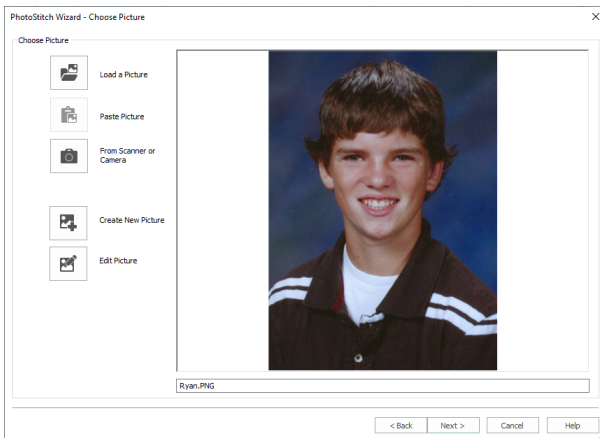 PhotoStitch Wizard - Choose Picture
Choose Picture
Load a Picture
Paste Picture
From Scanner or
Camera
Create New Picture
Edit Picture
Ryan.PNG
< Back
Next >
Cancel
Help